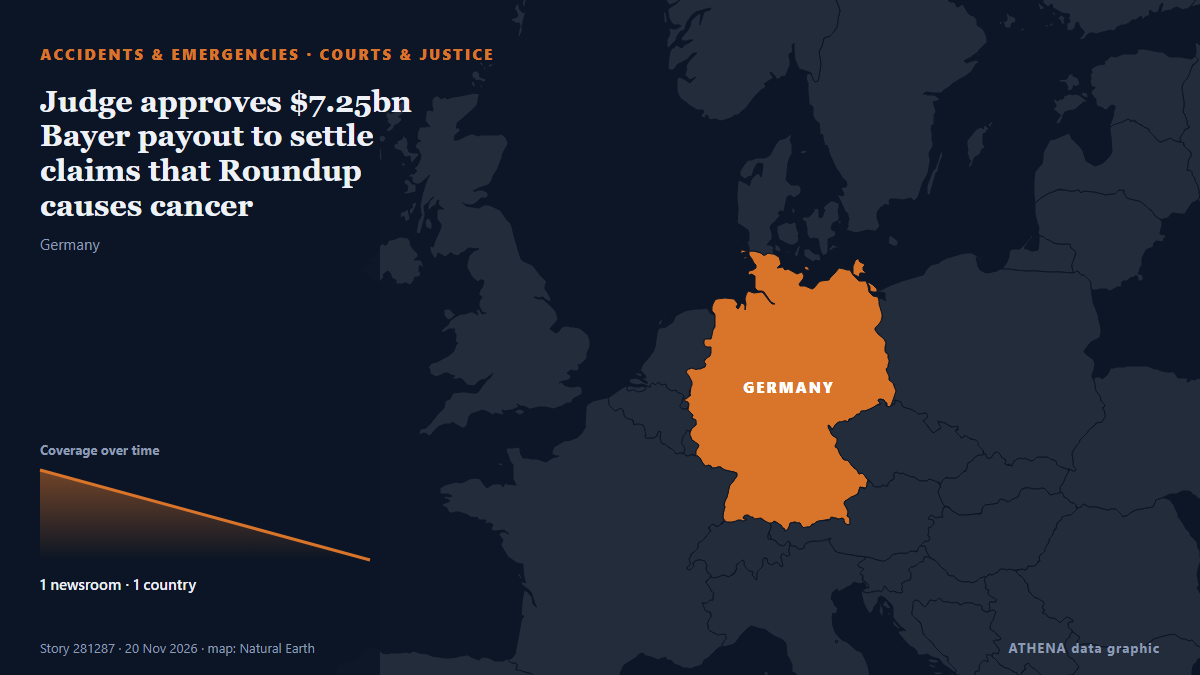 ACCIDENTS & EMERGENCIES · COURTS & JUSTICE
Judge approves $7.25bn
Bayer payout to settle
claims that Roundup
causes cancer
Germany
GERMANY
Coverage over time
1 newsroom · 1 country
Story 281287 · 20 Nov 2026 · map: Natural Earth
ATHENA data graphic